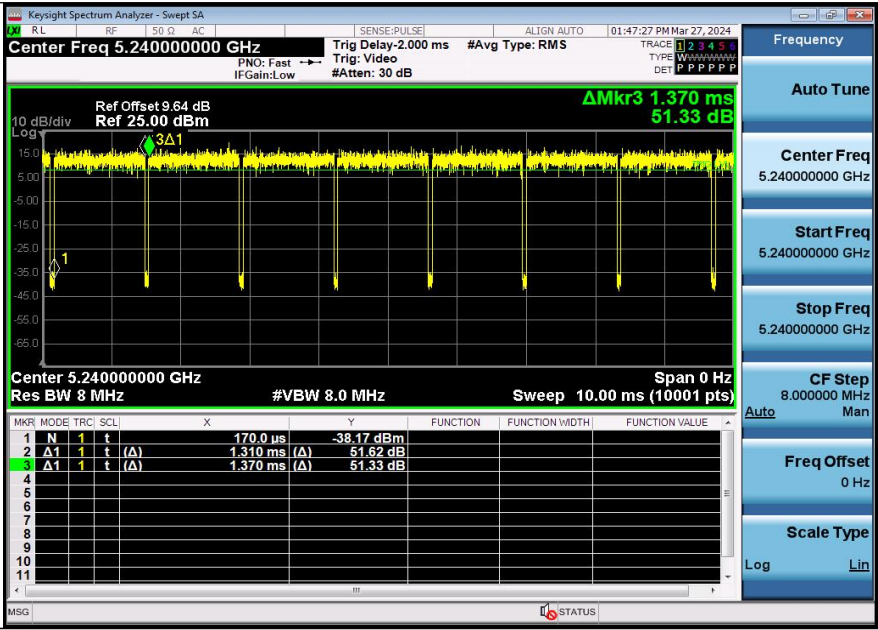 Keysight Spectrum Analyzer - Swept SA
LXI RL RF 50 Ω AC SENSE:PULSE ALIGN AUTO 01:47:27 PM Mar 27, 2024
Center Freq 5.240000000 GHz
PNO: Fast
IFGain:Low
Trig Delay-2.000 ms
Trig: Video
#Atten: 30 dB
#Avg Type: RMS
TRACE 1 2 3 4 5 6
TYPE WWWWWW
DET P P P P P P
Ref Offset 9.64 dB
10 dB/div Ref 25.00 dBm
ΔMkr3 1.370 ms
51.33 dB
Log
3Δ1
15.0
5.00
-5.00
-15.0
-25.0
1
-35.0
-45.0
-55.0
-65.0
Center 5.240000000 GHz Span 0 Hz
Res BW 8 MHz #VBW 8.0 MHz Sweep 10.00 ms (10001 pts)
MKR MODE TRC SCL X Y FUNCTION FUNCTION WIDTH FUNCTION VALUE
1 N 1 t 170.0 µs -38.17 dBm
2 Δ1 1 t (Δ) 1.310 ms (Δ) 51.62 dB
3 Δ1 1 t (Δ) 1.370 ms (Δ) 51.33 dB
4
5
6
7
8
9
10
11
MSG STATUS
Frequency
Auto Tune
Center Freq
5.240000000 GHz
Start Freq
5.240000000 GHz
Stop Freq
5.240000000 GHz
CF Step
8.000000 MHz
Auto Man
Freq Offset
0 Hz
Scale Type
Log Lin